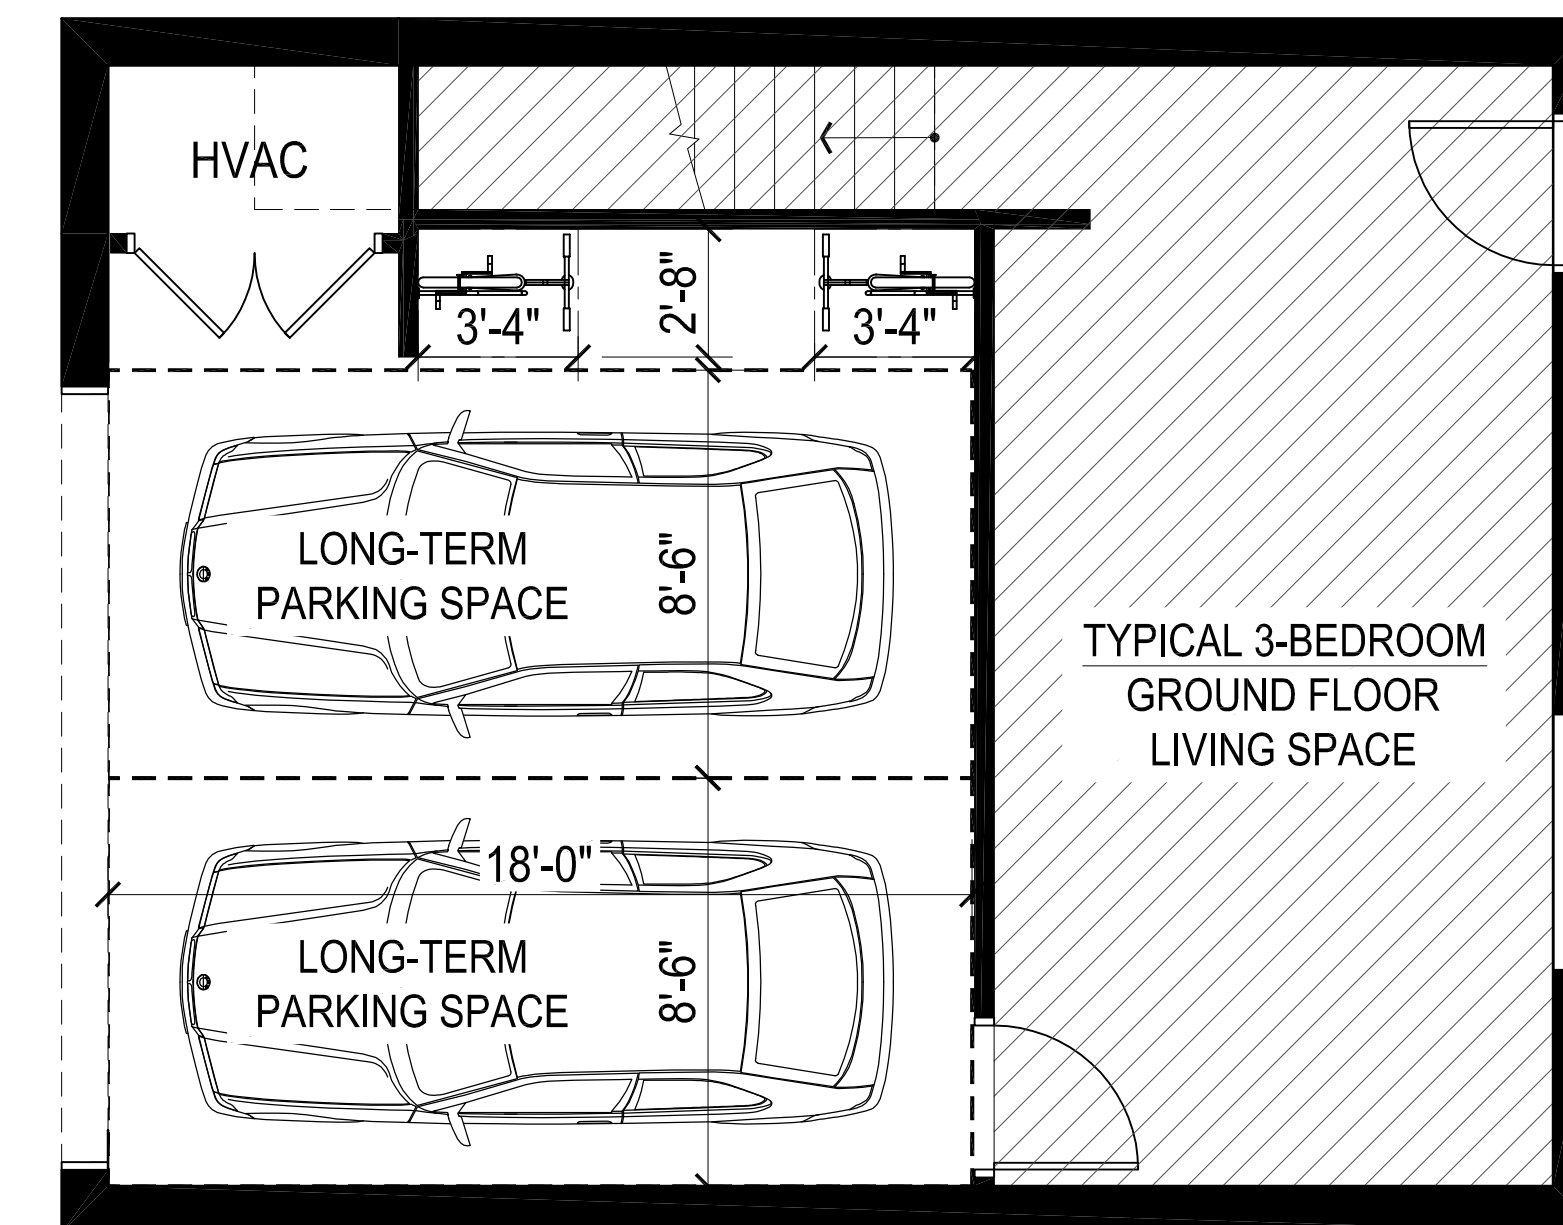 HVAC
3'-4"
2'-8"
3'-4"
LONG-TERM
PARKING SPACE
8'-6"
TYPICAL 3-BEDROOM
GROUND FLOOR
LIVING SPACE
18'-0"
LONG-TERM
PARKING SPACE
8'-6"